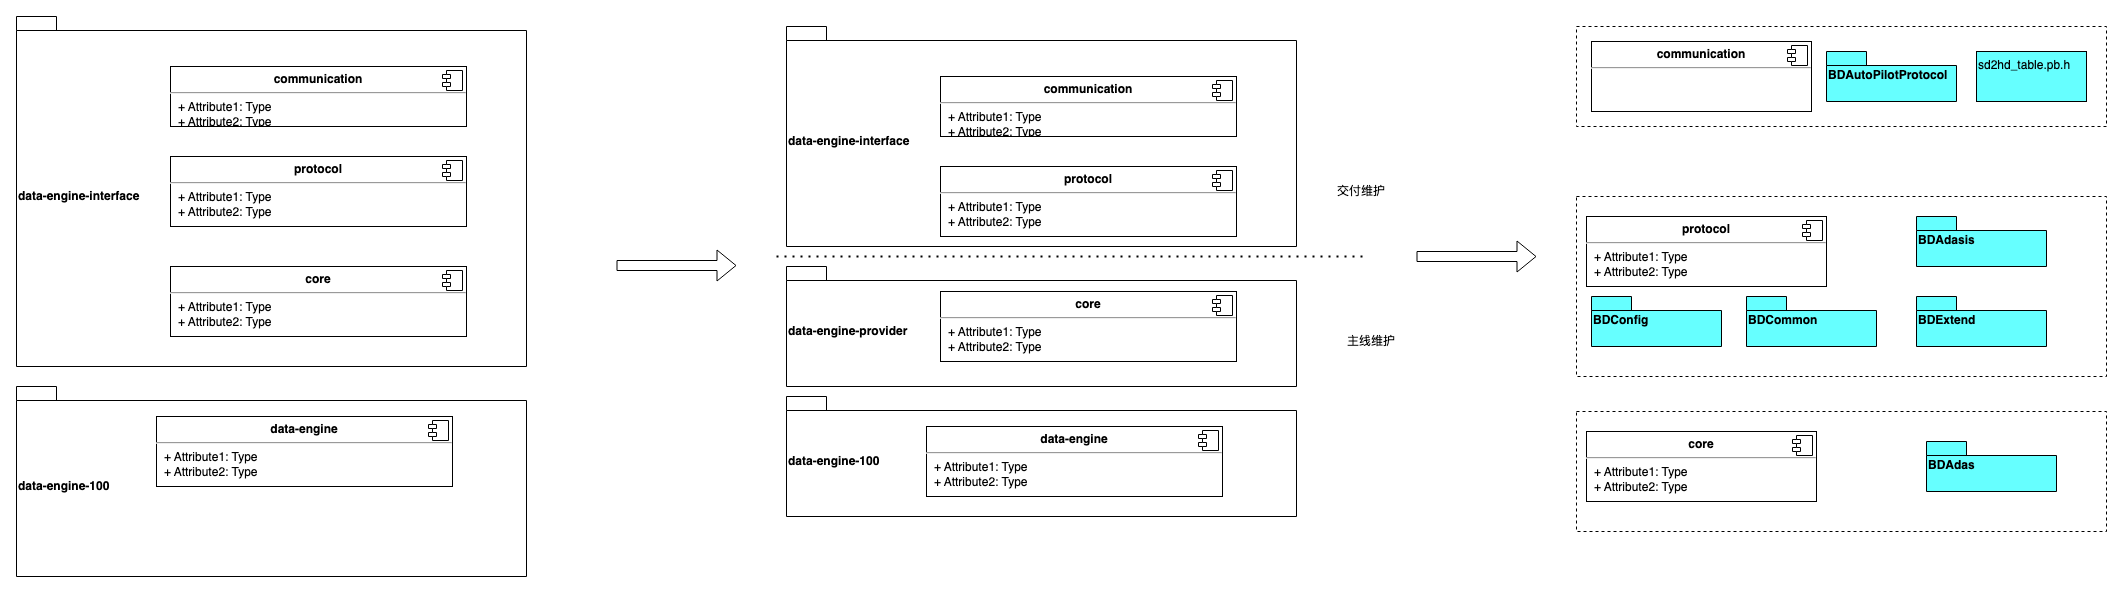 communication
+ Attribute1: Type
+ Attribute2: Type
protocol
+ Attribute1: Type
+ Attribute2: Type
data-engine-interface
core
+ Attribute1: Type
+ Attribute2: Type
data-engine
+ Attribute1: Type
+ Attribute2: Type
data-engine-100
communication
+ Attribute1: Type
+ Attribute2: Type
data-engine-interface
protocol
+ Attribute1: Type
+ Attribute2: Type
交付维护
core
data-engine-provider
+ Attribute1: Type
+ Attribute2: Type
主线维护
data-engine
data-engine-100
+ Attribute1: Type
+ Attribute2: Type
communication
BDAutoPilotProtocol
sd2hd_table.pb.h
protocol
+ Attribute1: Type
+ Attribute2: Type
BDAdasis
BDConfig
BDCommon
BDExtend
core
+ Attribute1: Type
+ Attribute2: Type
BDAdas